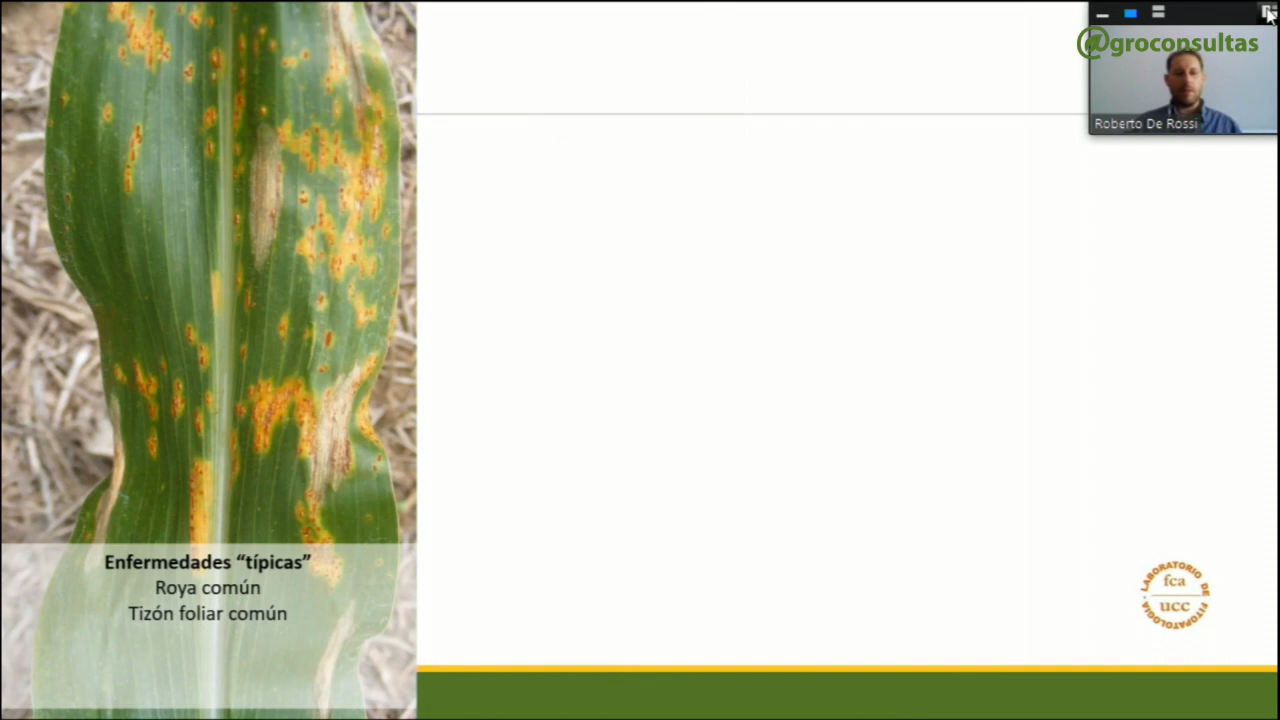 @groconsultas
Roberto De Rossi
Enfermedades “típicas”
Roya común
Tizón foliar común
LABORATORIO DE FITOPATOLOGIA
fca
ucc